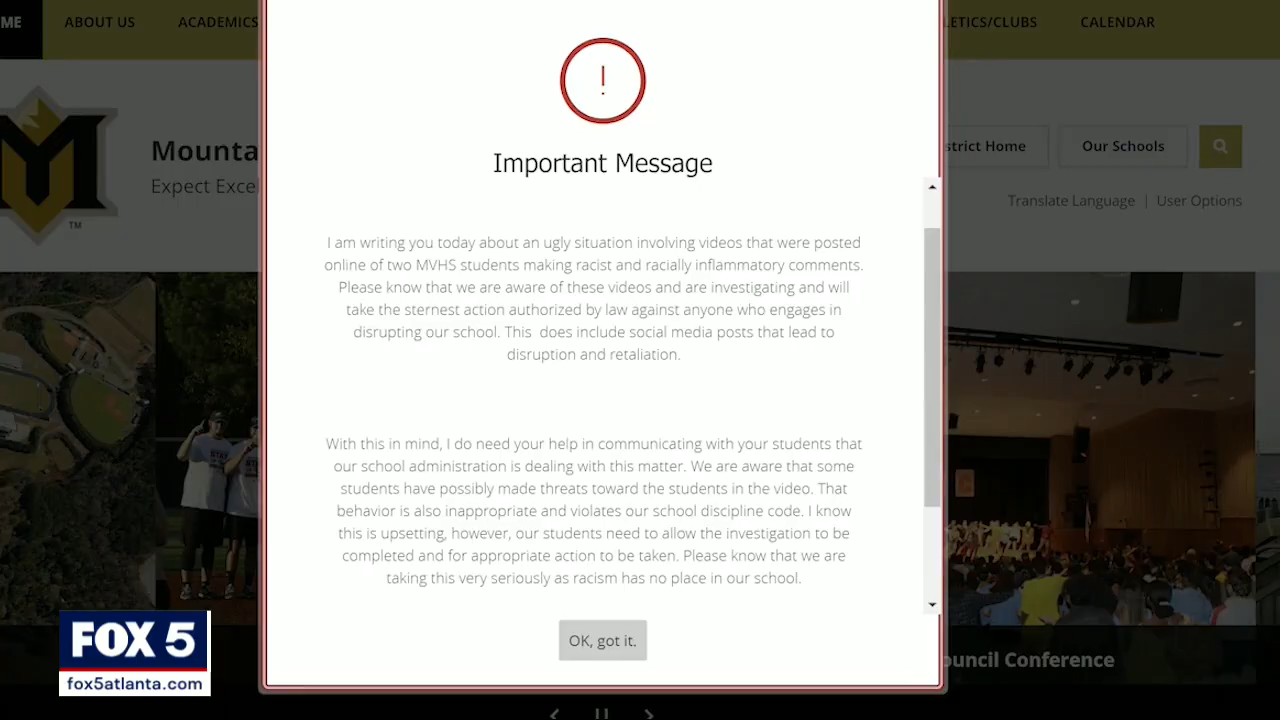 ME
ABOUT US
ACADEMICS
LETICS/CLUBS
CALENDAR
M
TM
Mounta
Expect Exce
strict Home
Our Schools
Translate Language | User Options
!
Important Message
I am writing you today about an ugly situation involving videos that were posted
online of two MVHS students making racist and racially inflammatory comments.
Please know that we are aware of these videos and are investigating and will
take the sternest action authorized by law against anyone who engages in
disrupting our school. This does include social media posts that lead to
disruption and retaliation.
With this in mind, I do need your help in communicating with your students that
our school administration is dealing with this matter. We are aware that some
students have possibly made threats toward the students in the video. That
behavior is also inappropriate and violates our school discipline code. I know
this is upsetting, however, our students need to allow the investigation to be
completed and for appropriate action to be taken. Please know that we are
taking this very seriously as racism has no place in our school.
OK, got it.
ouncil Conference
FOX 5
fox5atlanta.com